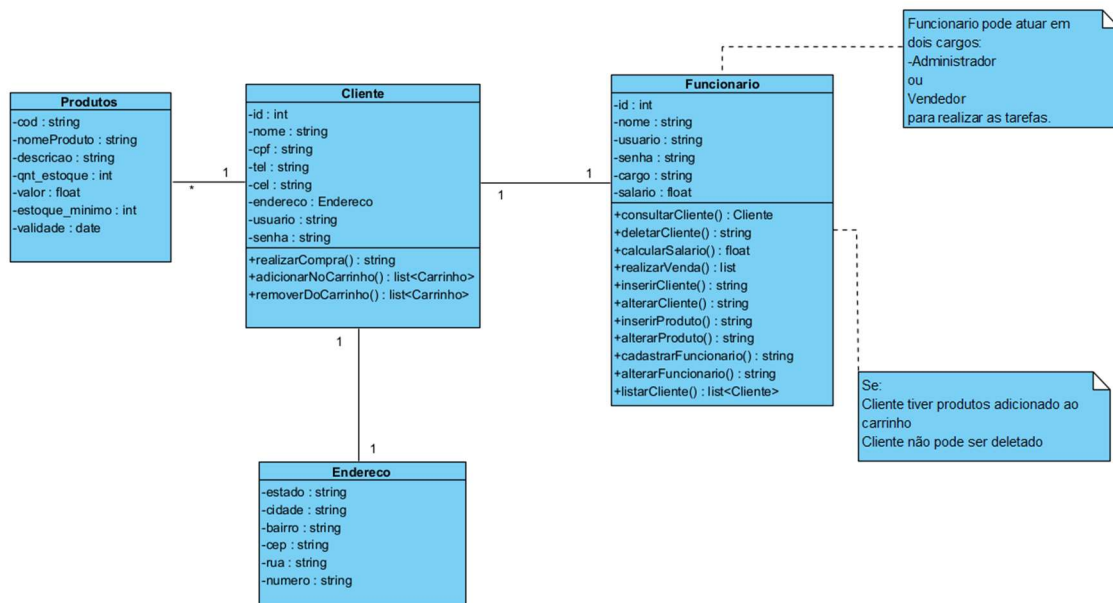 Funcionario pode atuar em
dois cargos:
-Administrador
ou
Vendedor
para realizar as tarefas.
Produtos
-cod : string
-nomeProduto : string
-descricao : string
-qnt_estoque : int
-valor : float
-estoque_minimo : int
-validade : date
1
*
Cliente
-id : int
-nome : string
-cpf : string
-tel : string
-cel : string
-endereco : Endereco
-usuario : string
-senha : string
+realizarCompra() : string
+adicionarNoCarrinho() : list<Carrinho>
+removerDoCarrinho() : list<Carrinho>
1
1
Funcionario
-id : int
-nome : string
-usuario : string
-senha : string
-cargo : string
-salario : float
+consultarCliente() : Cliente
+deletarCliente() : string
+calcularSalario() : float
+realizarVenda() : list
+inserirCliente() : string
+alterarCliente() : string
+inserirProduto() : string
+alterarProduto() : string
+cadastrarFuncionario() : string
+alterarFuncionario() : string
+listarCliente() : list<Cliente>
1
1
Se:
Cliente tiver produtos adicionado ao
carrinho
Cliente não pode ser deletado
Endereco
-estado : string
-cidade : string
-bairro : string
-cep : string
-rua : string
-numero : string